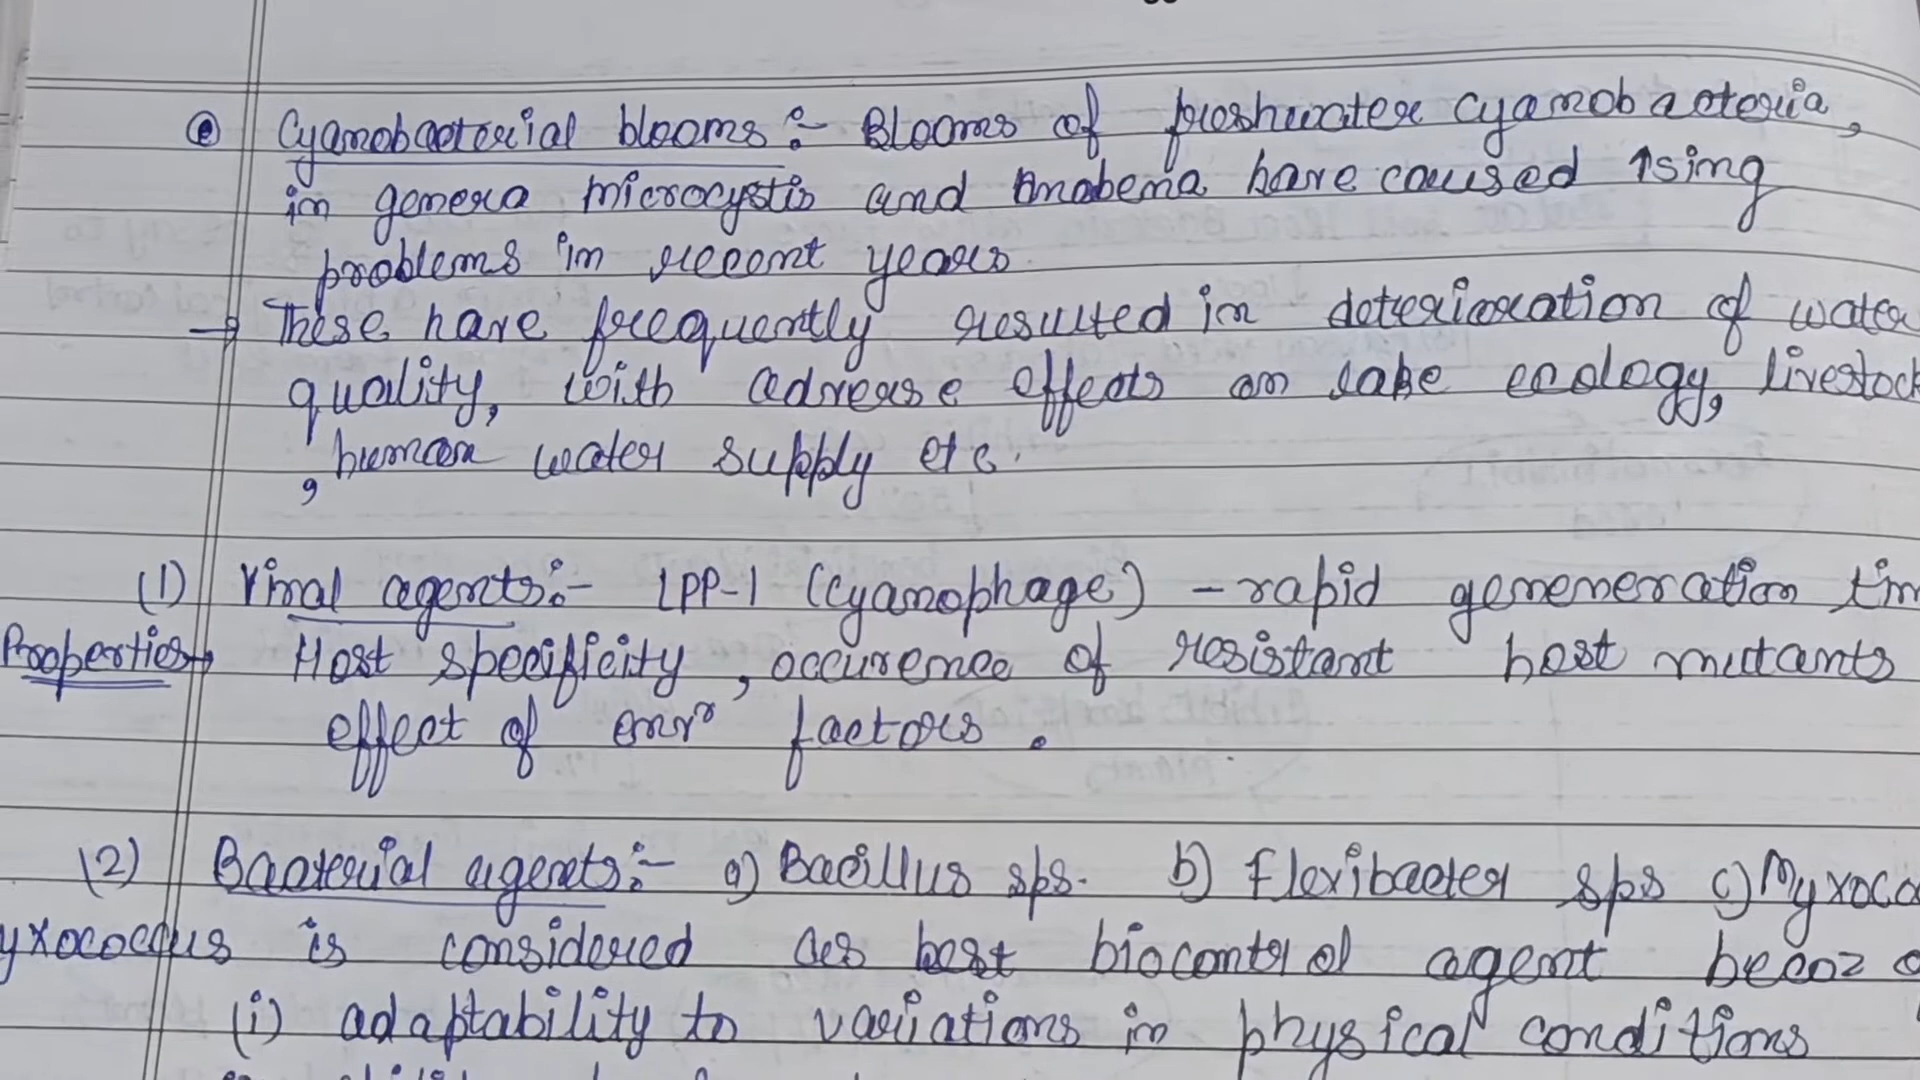 Cyanobacterial blooms :- Blooms of freshwater cyanobacteria,
in genera microcystis and Anabena have caused rising
problems in recent years.
→ These have frequently resulted in deterioration of water
quality, with adverse effects on lake ecology, livestock
, human water supply etc.
(1) Viral agents :- LPP-1 (Cyanophage) - rapid genemeration tim
Properties→ Host specificity, occurence of resistant host mutants
effect of envr factors.
(2) Bacterial agents :- a) Bacillus sps. b) Flexibacter sps c) Myxoco
yxococcus is considered as best biocontrol agent becoz o
(i) adaptability to variations in physical conditions